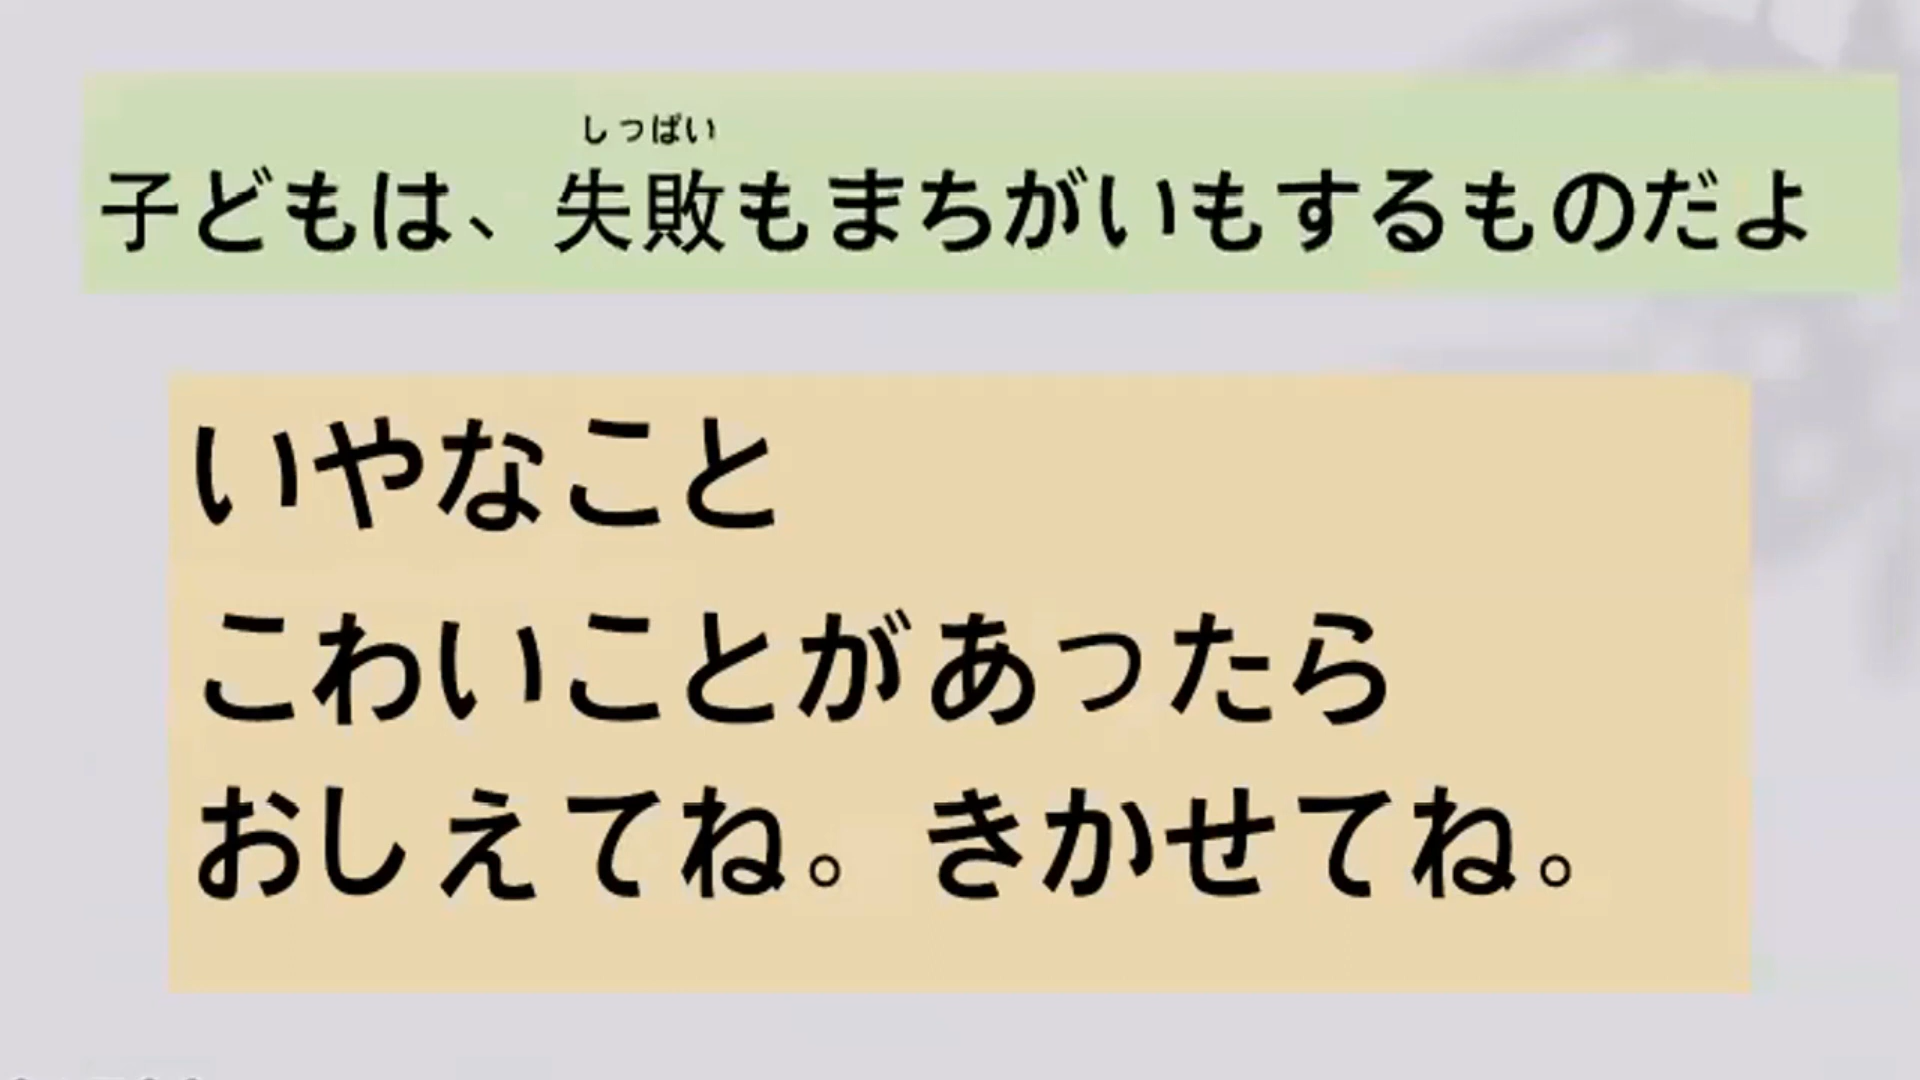 しっぱい
子どもは、失敗もまちがいもするものだよ
いやなこと
こわいことがあったら
おしえてね。きかせてね。